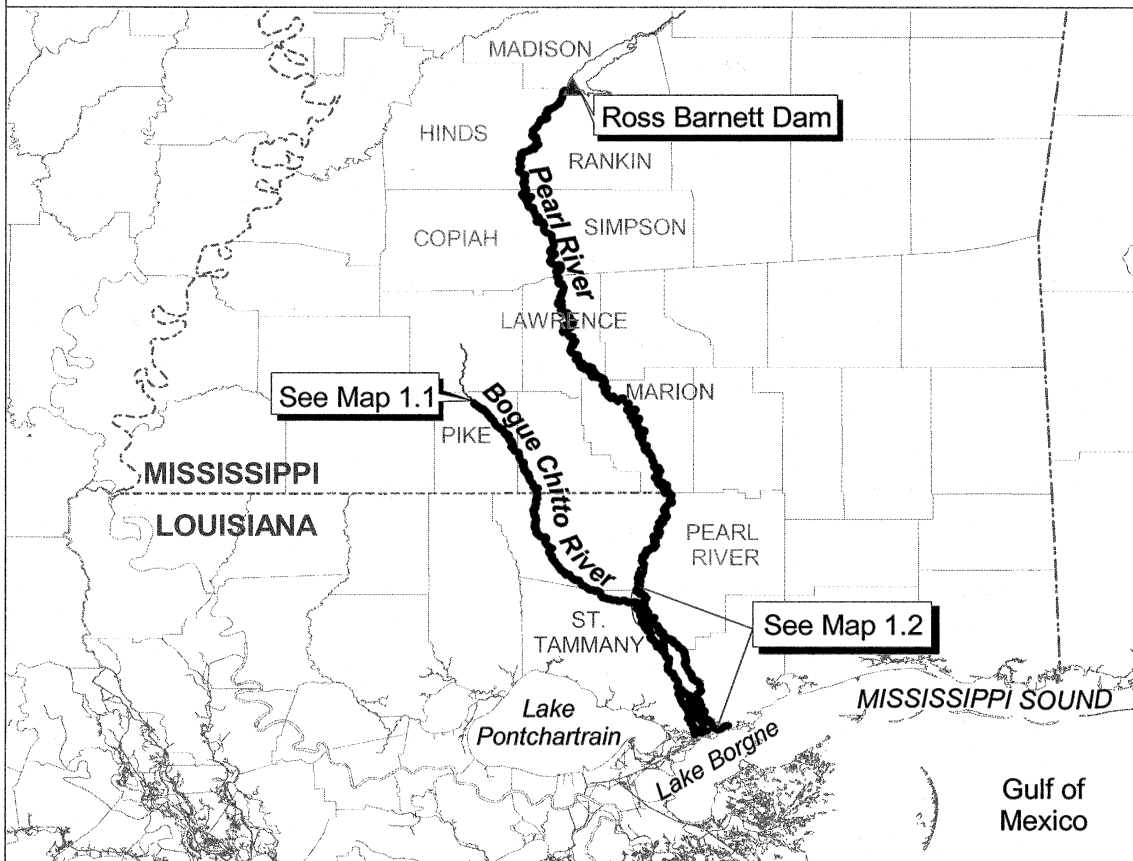 MADISON
Ross Barnett Dam
HINDS
RANKIN
Pearl River
COPIAH
SIMPSON
LAWRENCE
See Map 1.1
MARION
Bogue Chitto River
PIKE
MISSISSIPPI
LOUISIANA
PEARL
RIVER
ST.
TAMMANY
See Map 1.2
MISSISSIPPI SOUND
Lake
Pontchartrain
Lake Borgne
Gulf of
Mexico